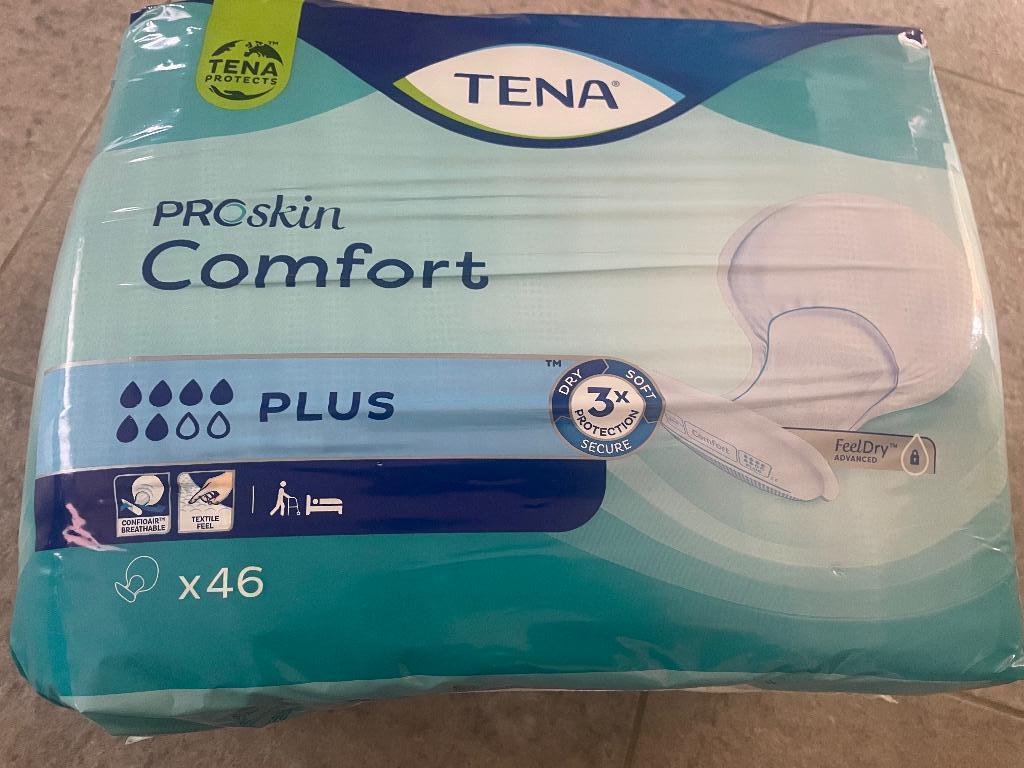 TENA™
PROTECTS
TENA®
PROskin
Comfort
PLUS
™
DRY SOFT
3x
PROTECTION
SECURE
Comfort
FeelDry™
ADVANCED
CONFIOAIR™
BREATHABLE
TEXTILE
FEEL
x46